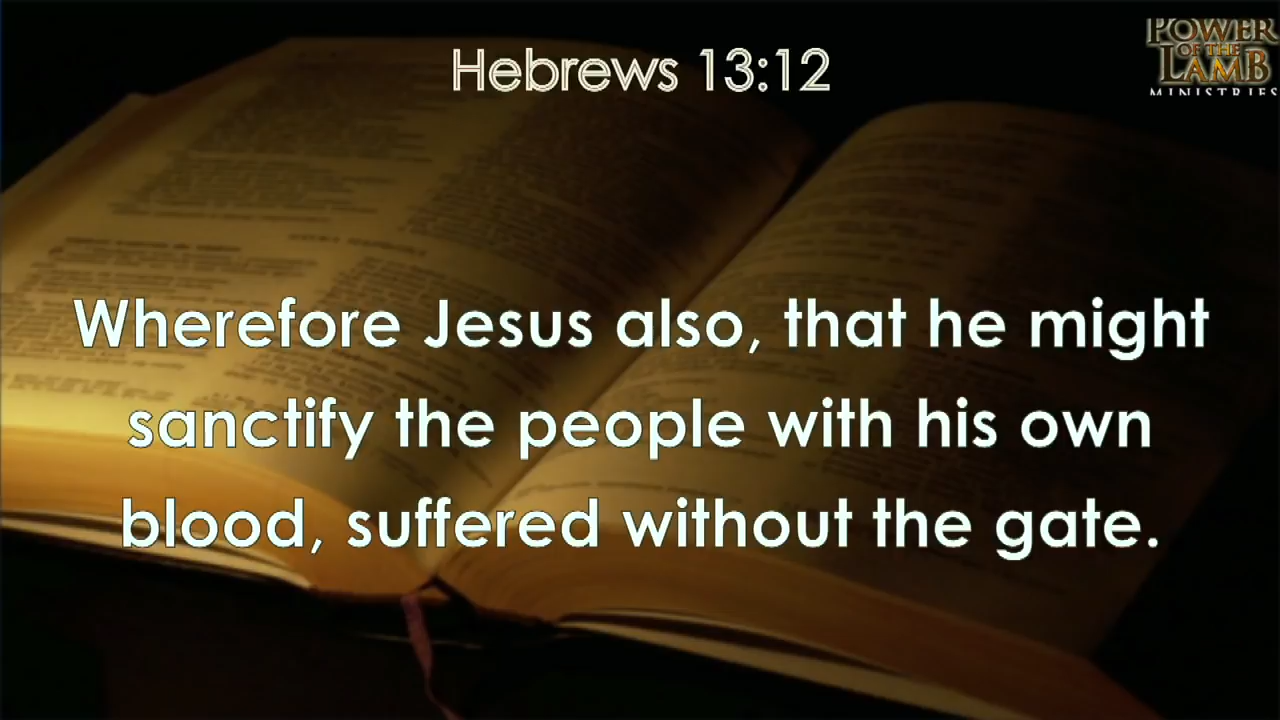 Hebrews 13:12
POWER
OF THE
LAMB
MINISTRIES
Wherefore Jesus also, that he might
sanctify the people with his own
blood, suffered without the gate.